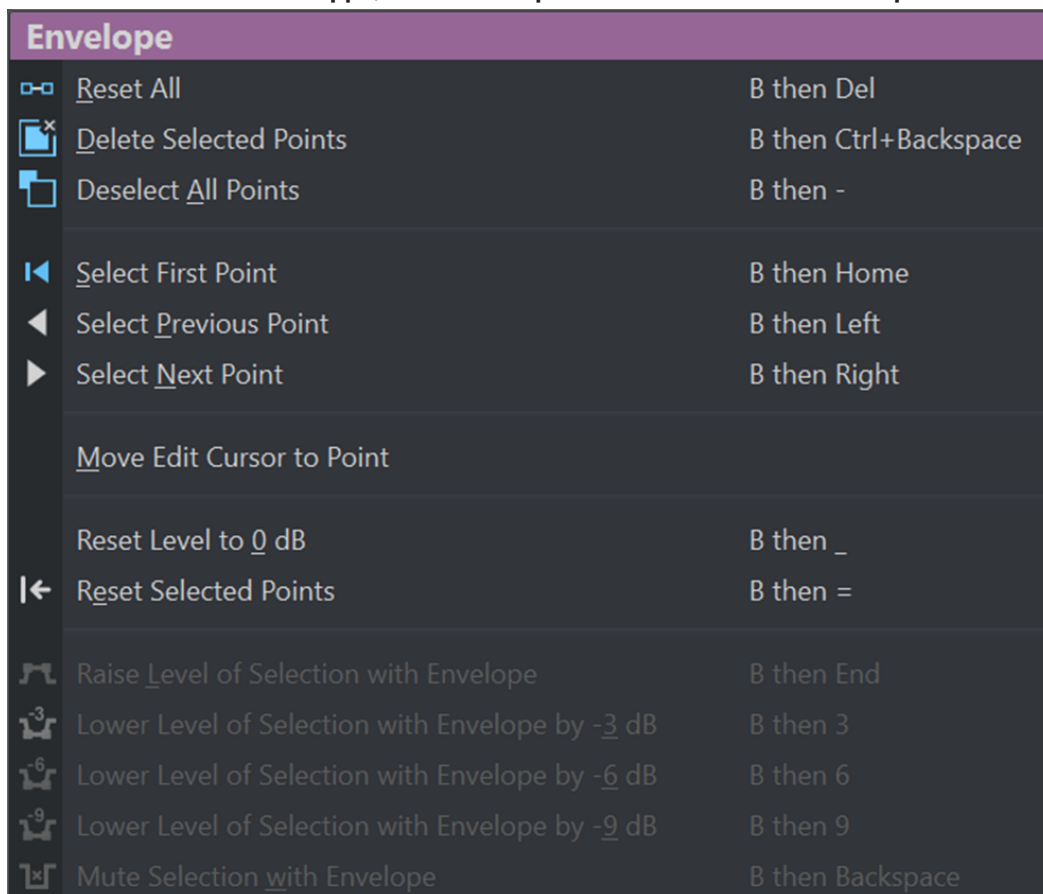 Envelope
Reset All B then Del
Delete Selected Points B then Ctrl+Backspace
Deselect All Points B then -
Select First Point B then Home
Select Previous Point B then Left
Select Next Point B then Right
Move Edit Cursor to Point
Reset Level to 0 dB B then _
Reset Selected Points B then =
Raise Level of Selection with Envelope B then End
-3 Lower Level of Selection with Envelope by -3 dB B then 3
-6 Lower Level of Selection with Envelope by -6 dB B then 6
-9 Lower Level of Selection with Envelope by -9 dB B then 9
Mute Selection with Envelope B then Backspace